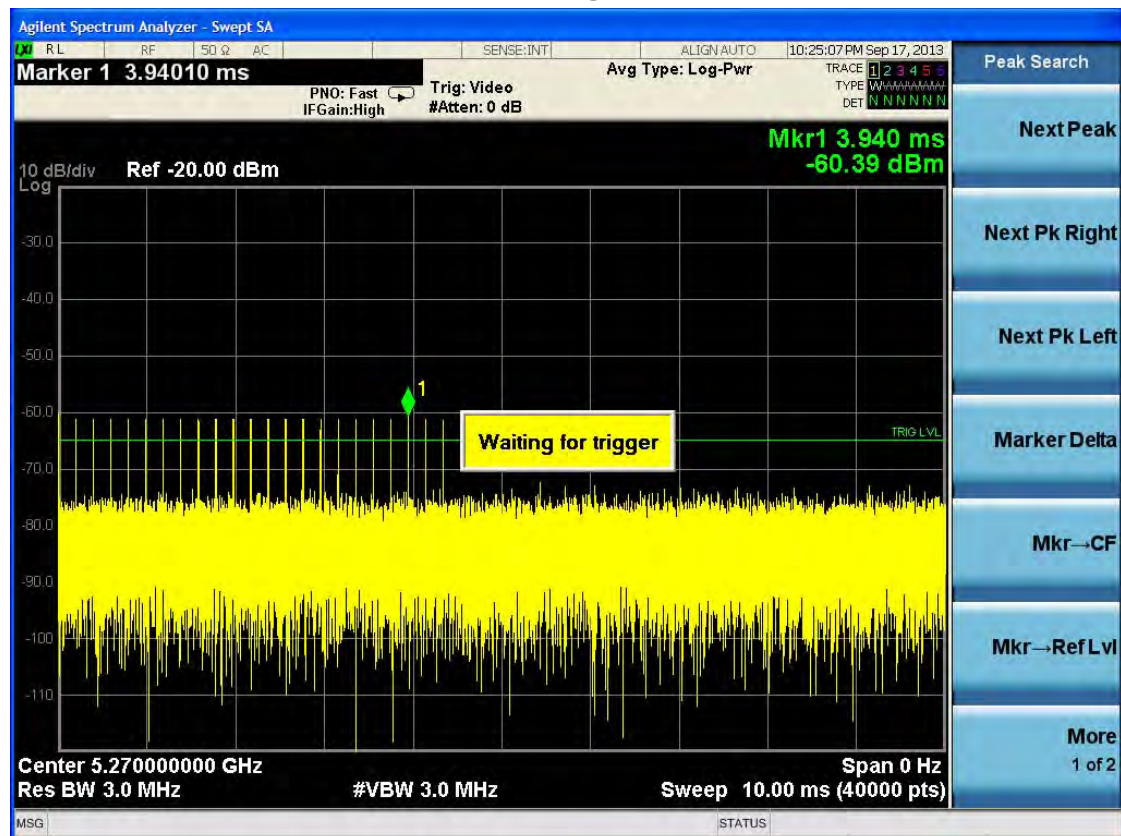 Agilent Spectrum Analyzer - Swept SA
LXI RL RF 50 Ω AC SENSE:INT ALIGN AUTO 10:25:07 PM Sep 17, 2013
Marker 1 3.94010 ms
PNO: Fast
IFGain:High
Trig: Video
#Atten: 0 dB
Avg Type: Log-Pwr
TRACE 1 2 3 4 5 6
TYPE
DET N N N N N N
Mkr1 3.940 ms
-60.39 dBm
10 dB/div Ref -20.00 dBm
Log
-30.0
-40.0
-50.0
1
-60.0
TRIG LVL
Waiting for trigger
-70.0
-80.0
-90.0
-100
-110
Center 5.270000000 GHz Span 0 Hz
Res BW 3.0 MHz #VBW 3.0 MHz Sweep 10.00 ms (40000 pts)
MSG STATUS
Peak Search
Next Peak
Next Pk Right
Next Pk Left
Marker Delta
Mkr→CF
Mkr→Ref Lvl
More
1 of 2